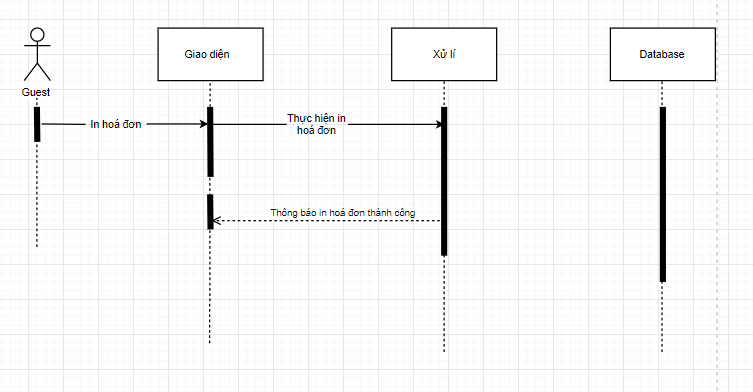 Giao diện
Xử lí
Database
Guest
In hoá đơn
Thực hiện in
hoá đơn
Thông báo in hoá đơn thành công